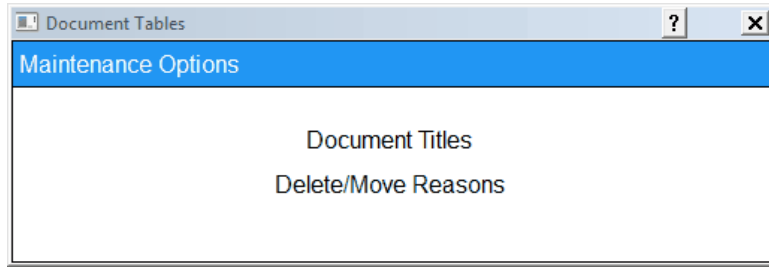 Document Tables
?
Maintenance Options
Document Titles
Delete/Move Reasons